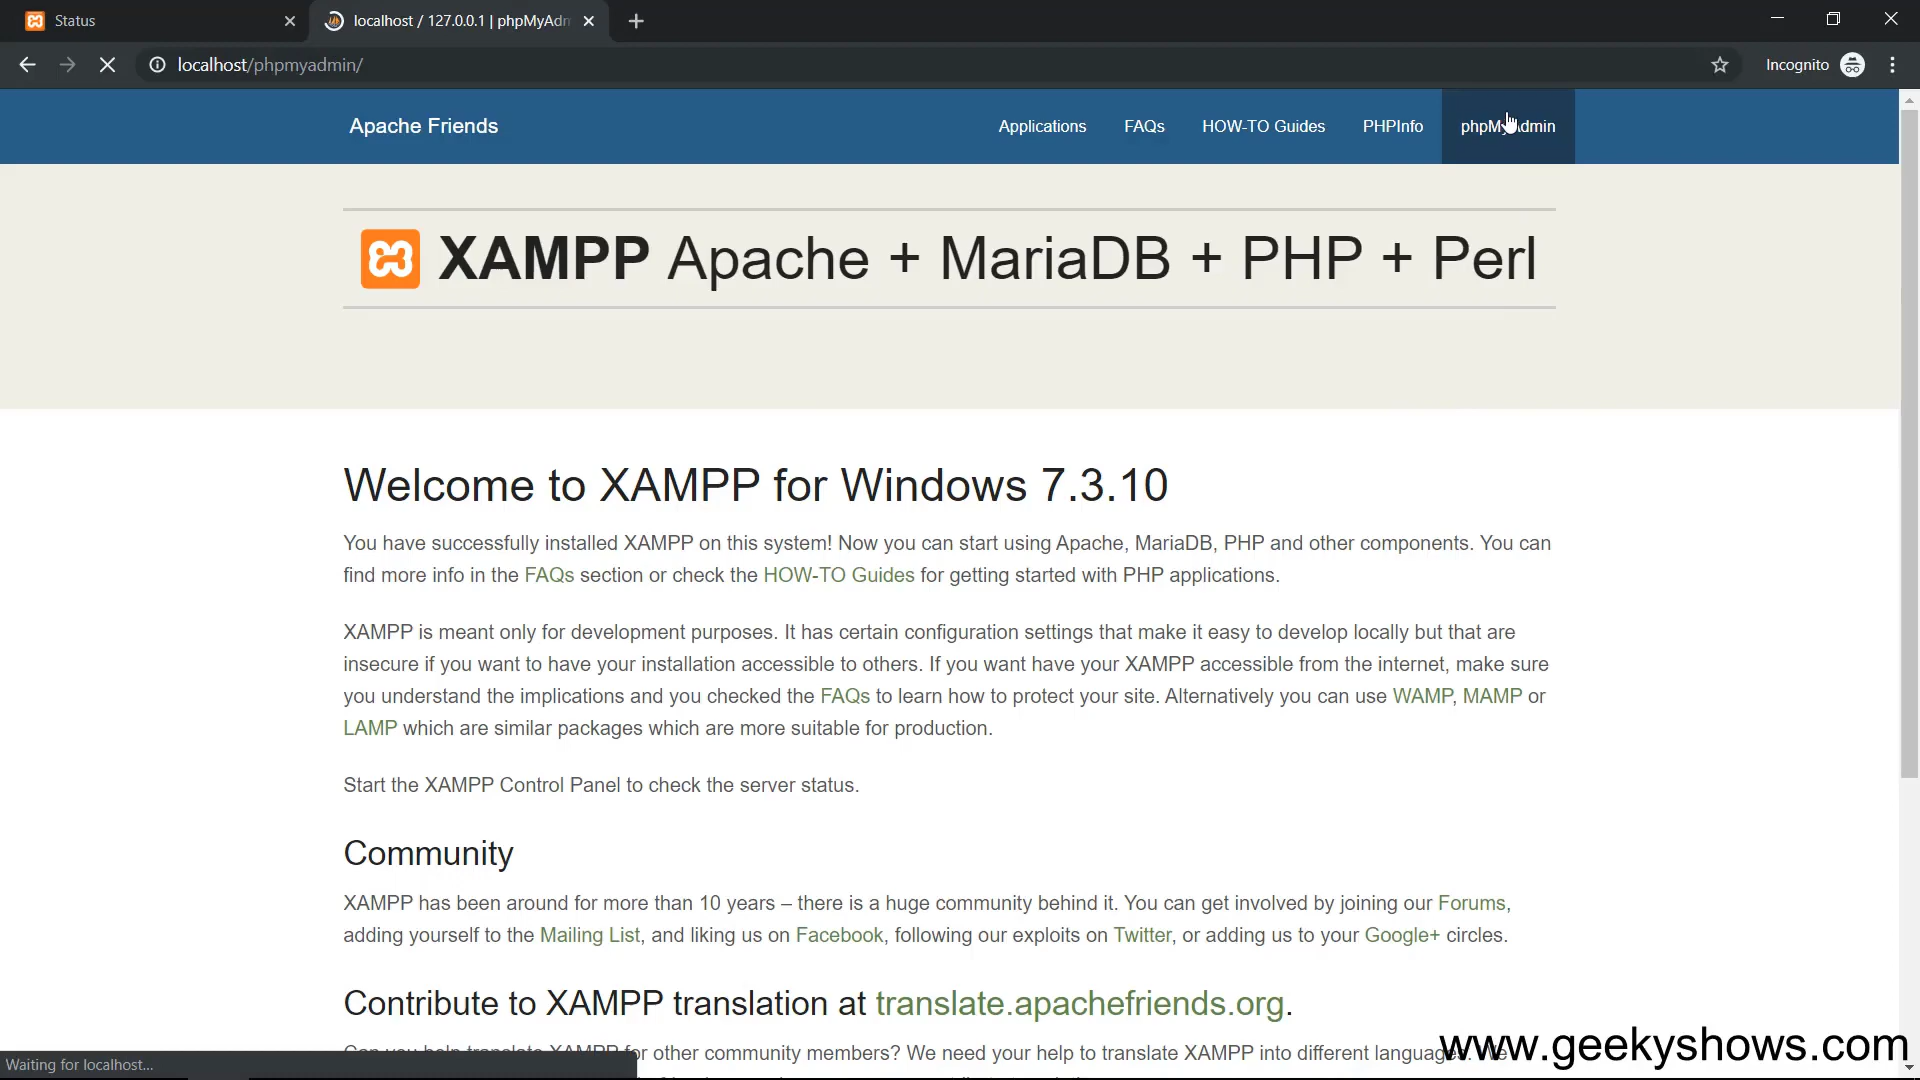 Status
localhost / 127.0.0.1 | phpMyAdm
localhost/phpmyadmin/
Incognito
Apache Friends
Applications
FAQs
HOW-TO Guides
PHPInfo
phpMyAdmin
XAMPP Apache + MariaDB + PHP + Perl
Welcome to XAMPP for Windows 7.3.10
You have successfully installed XAMPP on this system! Now you can start using Apache, MariaDB, PHP and other components. You can
find more info in the FAQs section or check the HOW-TO Guides for getting started with PHP applications.
XAMPP is meant only for development purposes. It has certain configuration settings that make it easy to develop locally but that are
insecure if you want to have your installation accessible to others. If you want have your XAMPP accessible from the internet, make sure
you understand the implications and you checked the FAQs to learn how to protect your site. Alternatively you can use WAMP, MAMP or
LAMP which are similar packages which are more suitable for production.
Start the XAMPP Control Panel to check the server status.
Community
XAMPP has been around for more than 10 years – there is a huge community behind it. You can get involved by joining our Forums,
adding yourself to the Mailing List, and liking us on Facebook, following our exploits on Twitter, or adding us to your Google+ circles.
Contribute to XAMPP translation at translate.apachefriends.org.
Can you help translate XAMPP for other community members? We need your help to translate XAMPP into different languages. We
www.geekyshows.com
Waiting for localhost...